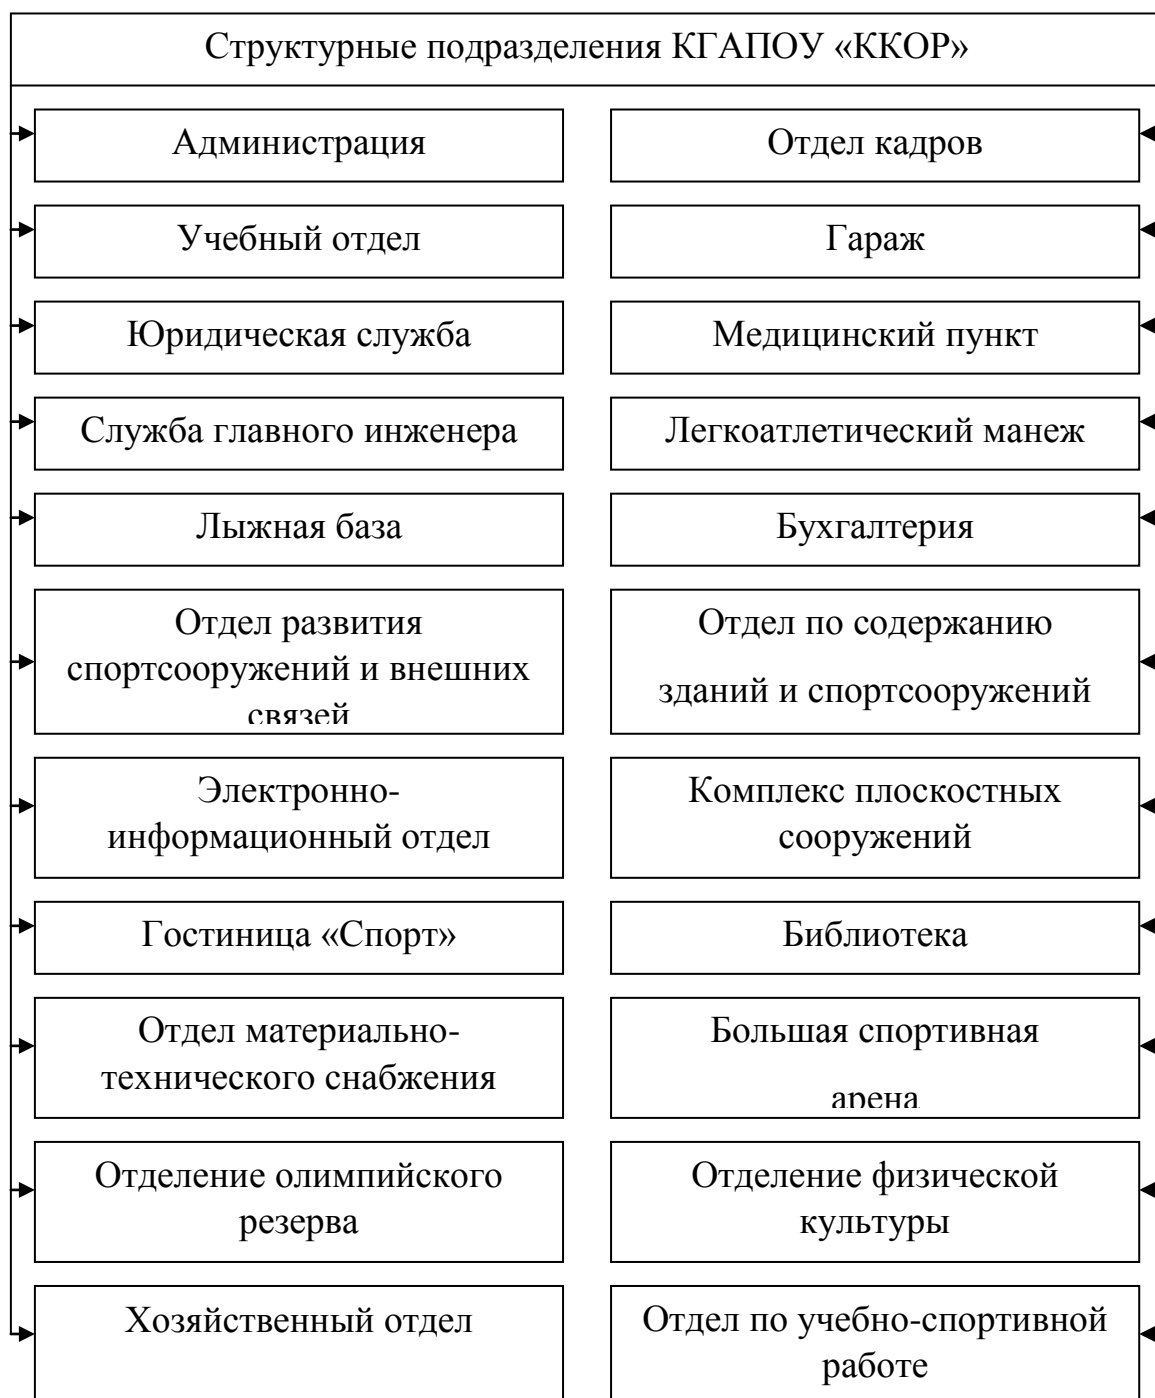 Структурные подразделения КГАПОУ «ККОР»
Администрация
Отдел кадров
Учебный отдел
Гараж
Юридическая служба
Медицинский пункт
Служба главного инженера
Легкоатлетический манеж
Лыжная база
Бухгалтерия
Отдел развития
спортсооружений и внешних
связей
Отдел по содержанию
зданий и спортсооружений
Электронно-
информационный отдел
Комплекс плоскостных
сооружений
Гостиница «Спорт»
Библиотека
Отдел материально-
технического снабжения
Большая спортивная
арена
Отделение олимпийского
резерва
Отделение физической
культуры
Хозяйственный отдел
Отдел по учебно-спортивной
работе